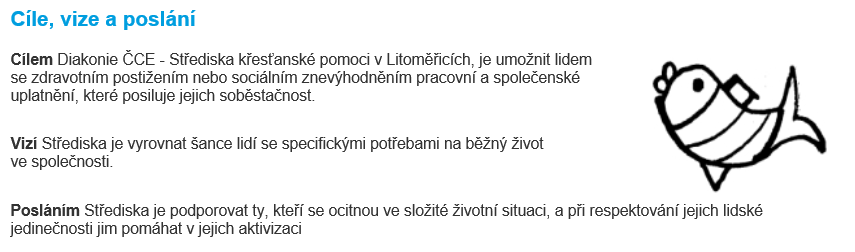 Cíle, vize a poslání
Cílem Diakonie ČCE - Střediska křesťanské pomoci v Litoměřicích, je umožnit lidem
se zdravotním postižením nebo sociálním znevýhodněním pracovní a společenské
uplatnění, které posiluje jejich soběstačnost.
Vizí Střediska je vyrovnat šance lidí se specifickými potřebami na běžný život
ve společnosti.
Posláním Střediska je podporovat ty, kteří se ocitnou ve složité životní situaci, a při respektování jejich lidské
jedinečnosti jim pomáhat v jejich aktivizaci